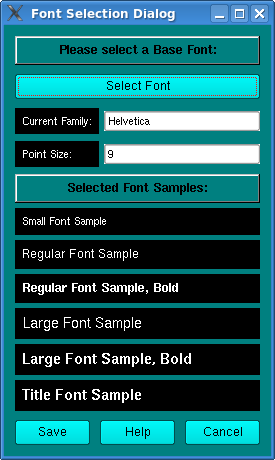 Font Selection Dialog
Please select a Base Font:
Select Font
Current Family: Helvetica
Point Size: 9
Selected Font Samples:
Small Font Sample
Regular Font Sample
Regular Font Sample, Bold
Large Font Sample
Large Font Sample, Bold
Title Font Sample
Save Help Cancel